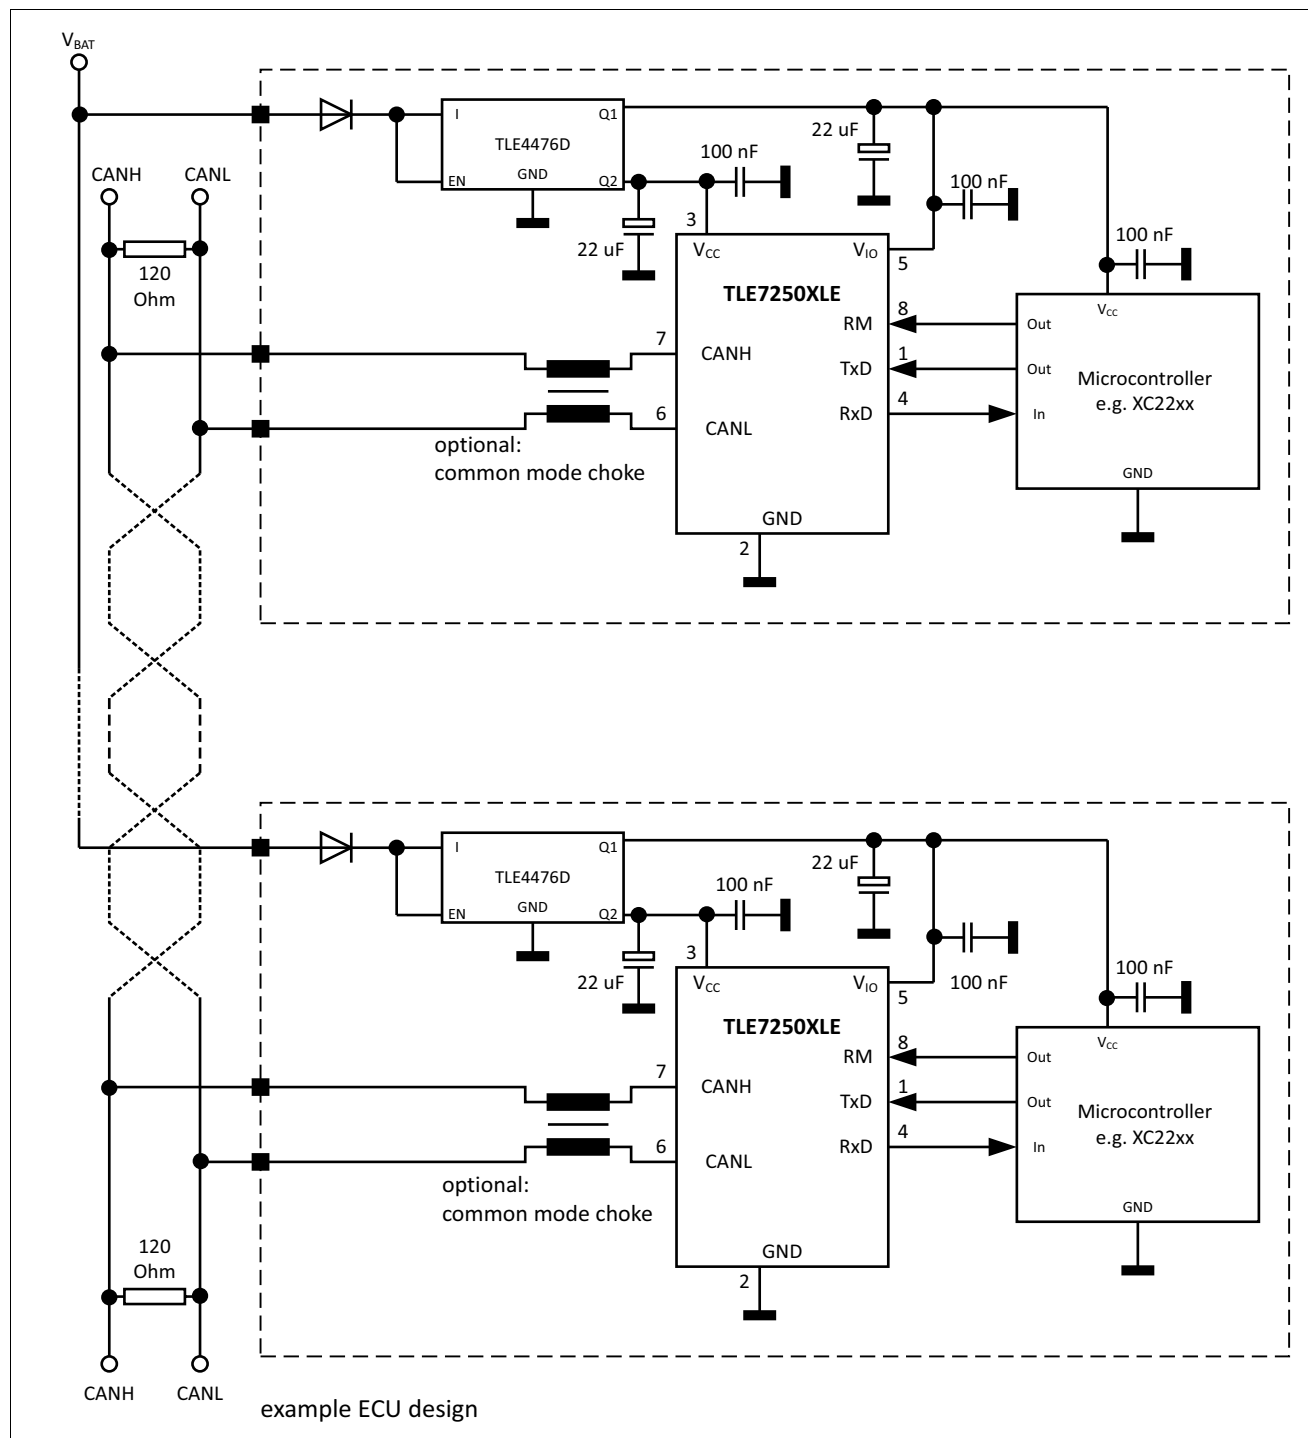 VBAT
I
Q1
22 uF
TLE4476D
100 nF
CANH
CANL
EN
GND
Q2
100 nF
3
22 uF
VCC
VIO
5
100 nF
120
Ohm
TLE7250XLE
VCC
8
RM
Out
7
CANH
1
TxD
Out
Microcontroller
e.g. XC22xx
4
RxD
In
6
CANL
optional:
common mode choke
GND
GND
2
I
Q1
22 uF
TLE4476D
100 nF
EN
GND
Q2
3
22 uF
VCC
VIO
5
100 nF
100 nF
TLE7250XLE
VCC
8
RM
Out
7
CANH
1
TxD
Out
Microcontroller
e.g. XC22xx
4
RxD
In
6
CANL
optional:
common mode choke
GND
120
Ohm
GND
2
CANH
CANL
example ECU design